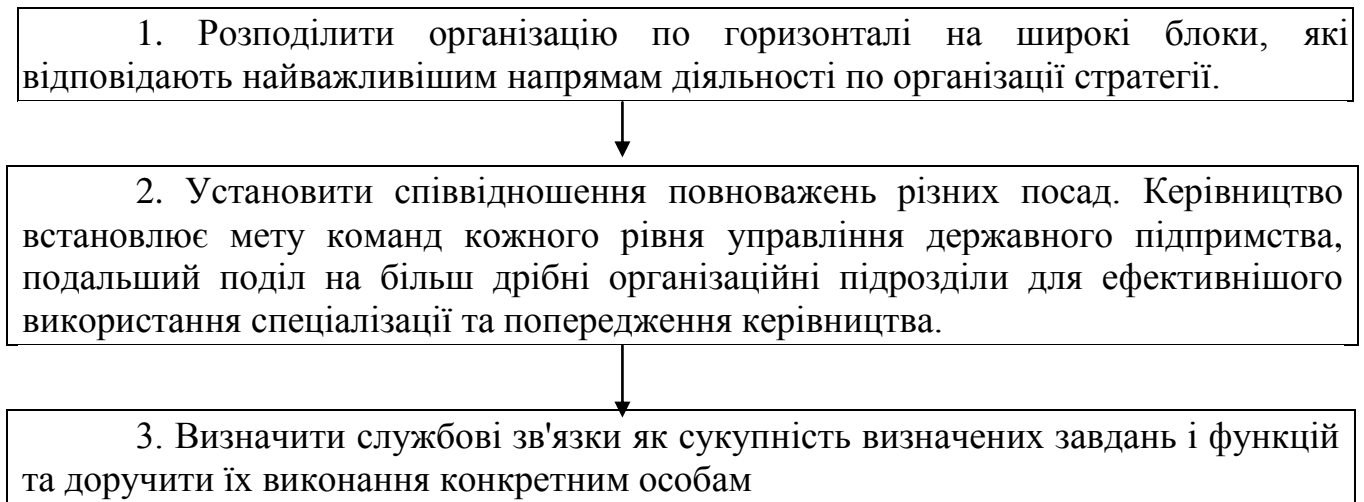 1. Розподілити організацію по горизонталі на широкі блоки, які
відповідають найважливішим напрямам діяльності по організації стратегії.
2. Установити співвідношення повноважень різних посад. Керівництво
встановлює мету команд кожного рівня управління державного підпримства,
подальший поділ на більш дрібні організаційні підрозділи для ефективнішого
використання спеціалізації та попередження керівництва.
3. Визначити службові зв'язки як сукупність визначених завдань і функцій
та доручити їх виконання конкретним особам